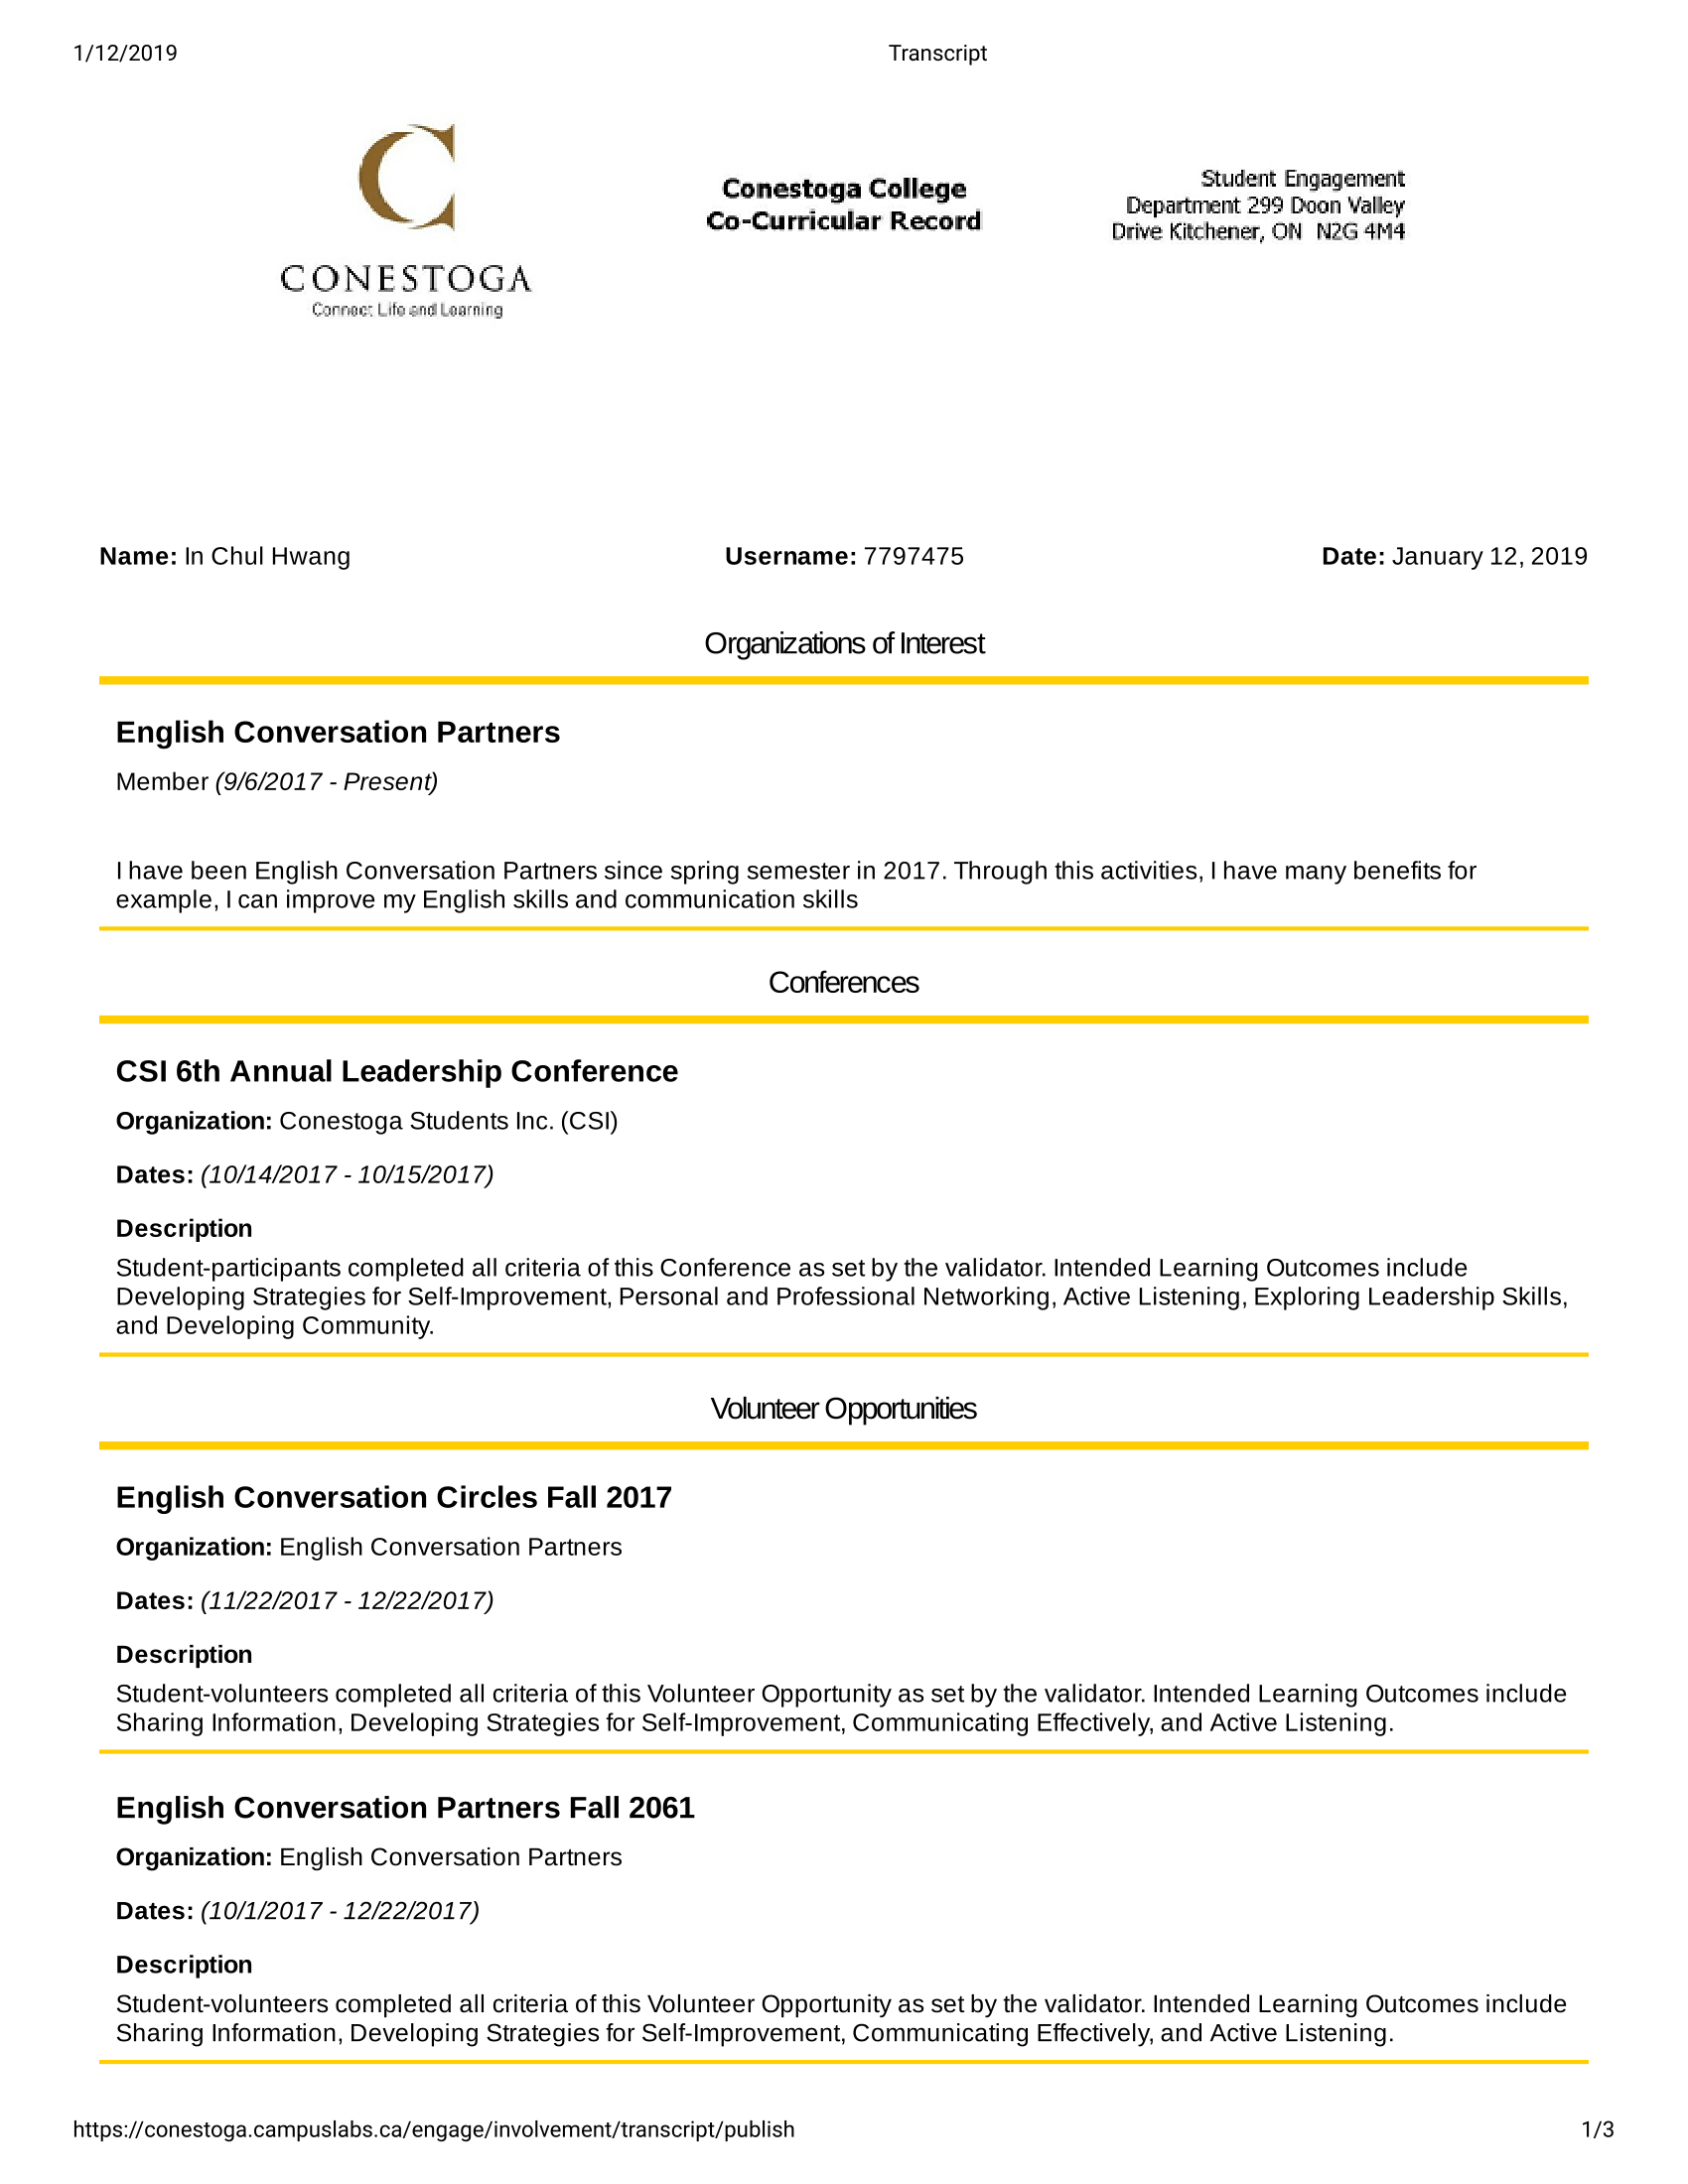 1/12/2019 Transcript
CONESTOGA
Connect Life and Learning
Conestoga College
Co-Curricular Record
Student Engagement
Department 299 Doon Valley
Drive Kitchener, ON N2G 4M4
Name: In Chul Hwang Username: 7797475 Date: January 12, 2019
Organizations of Interest
English Conversation Partners
Member (9/6/2017 - Present)
I have been English Conversation Partners since spring semester in 2017. Through this activities, I have many benefits for
example, I can improve my English skills and communication skills
Conferences
CSI 6th Annual Leadership Conference
Organization: Conestoga Students Inc. (CSI)
Dates: (10/14/2017 - 10/15/2017)
Description
Student-participants completed all criteria of this Conference as set by the validator. Intended Learning Outcomes include
Developing Strategies for Self-Improvement, Personal and Professional Networking, Active Listening, Exploring Leadership Skills,
and Developing Community.
Volunteer Opportunities
English Conversation Circles Fall 2017
Organization: English Conversation Partners
Dates: (11/22/2017 - 12/22/2017)
Description
Student-volunteers completed all criteria of this Volunteer Opportunity as set by the validator. Intended Learning Outcomes include
Sharing Information, Developing Strategies for Self-Improvement, Communicating Effectively, and Active Listening.
English Conversation Partners Fall 2061
Organization: English Conversation Partners
Dates: (10/1/2017 - 12/22/2017)
Description
Student-volunteers completed all criteria of this Volunteer Opportunity as set by the validator. Intended Learning Outcomes include
Sharing Information, Developing Strategies for Self-Improvement, Communicating Effectively, and Active Listening.
https://conestoga.campuslabs.ca/engage/involvement/transcript/publish 1/3